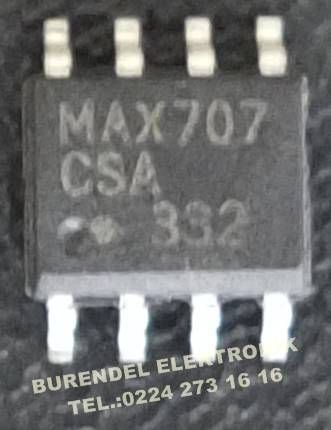 MAX707
CSA
332
BURENDEL ELEKTRONIK
TEL.:0224 273 16 16